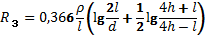 R₃ = 0,366 ρ/l (lg 2l/d + 1/2 lg (4h + l)/(4h − l))